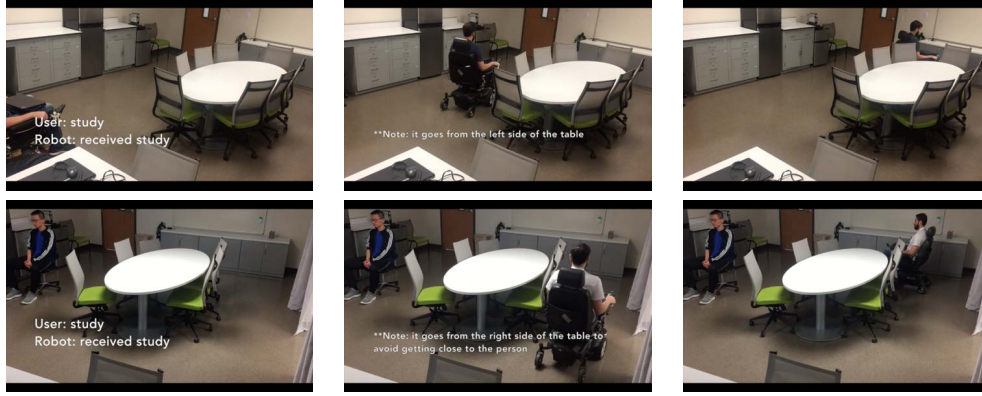 User: study
Robot: received study
**Note: it goes from the left side of the table
User: study
Robot: received study
**Note: it goes from the right side of the table to
avoid getting close to the person